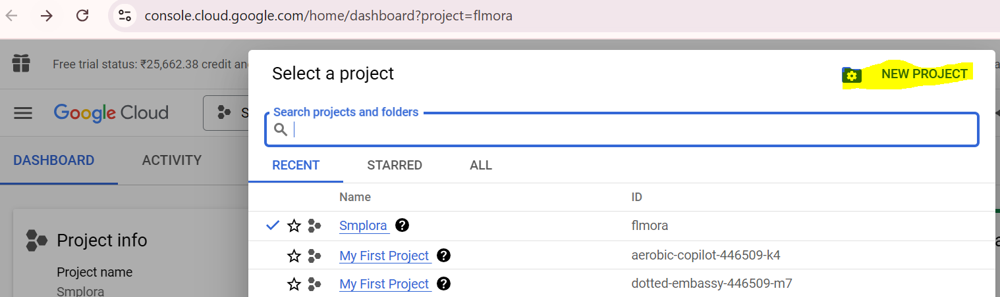 console.cloud.google.com/home/dashboard?project=flmora
Free trial status: ₹25,662.38 credit an
Select a project
NEW PROJECT
Google Cloud
S
Search projects and folders
DASHBOARD
ACTIVITY
RECENT
STARRED
ALL
Name
ID
Smplora
flmora
Project info
My First Project
aerobic-copilot-446509-k4
Project name
My First Project
dotted-embassy-446509-m7
Smplora